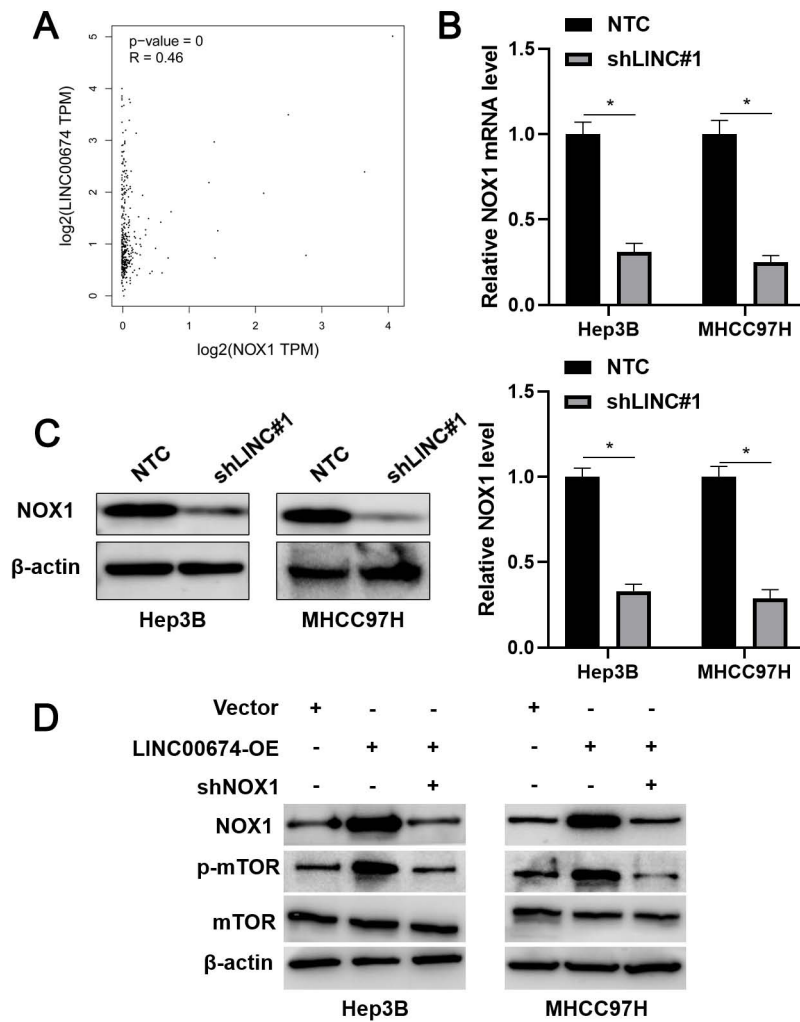 A
p−value = 0
R = 0.46
log2(LINC00674 TPM)
5
4
3
2
1
0
0 1 2 3 4
log2(NOX1 TPM)
B
NTC
shLINC#1
Relative NOX1 mRNA level
1.5
1.0
0.5
0.0
* *
Hep3B MHCC97H
C
NTC shLINC#1 NTC shLINC#1
NOX1
β-actin
Hep3B MHCC97H
NTC
shLINC#1
Relative NOX1 level
1.5
1.0
0.5
0.0
* *
Hep3B MHCC97H
D
Vector + - - + - -
LINC00674-OE - + + - + +
shNOX1 - - + - - +
NOX1
p-mTOR
mTOR
β-actin
Hep3B MHCC97H